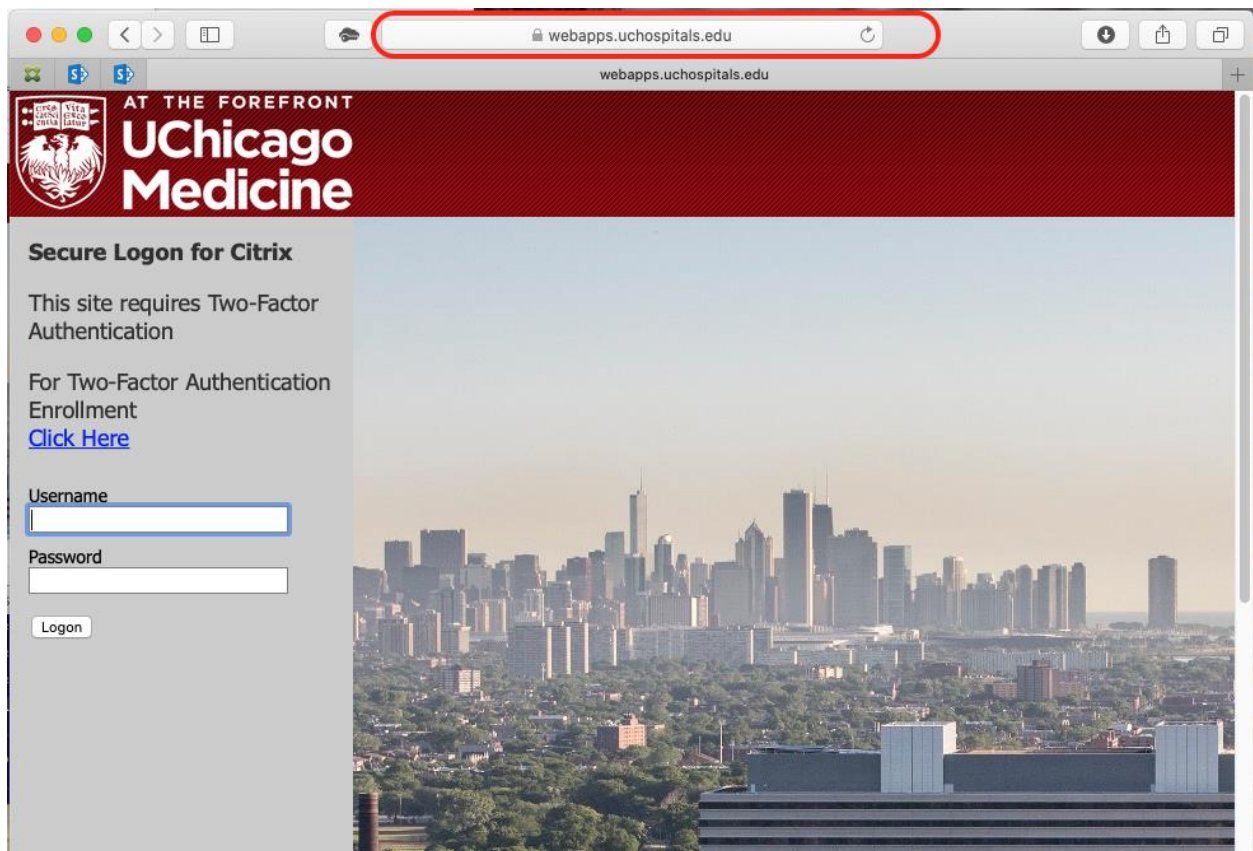 webapps.uchospitals.edu
webapps.uchospitals.edu
AT THE FOREFRONT
UChicago
Medicine
Secure Logon for Citrix
This site requires Two-Factor
Authentication
For Two-Factor Authentication
Enrollment
Click Here
Username
Password
Logon